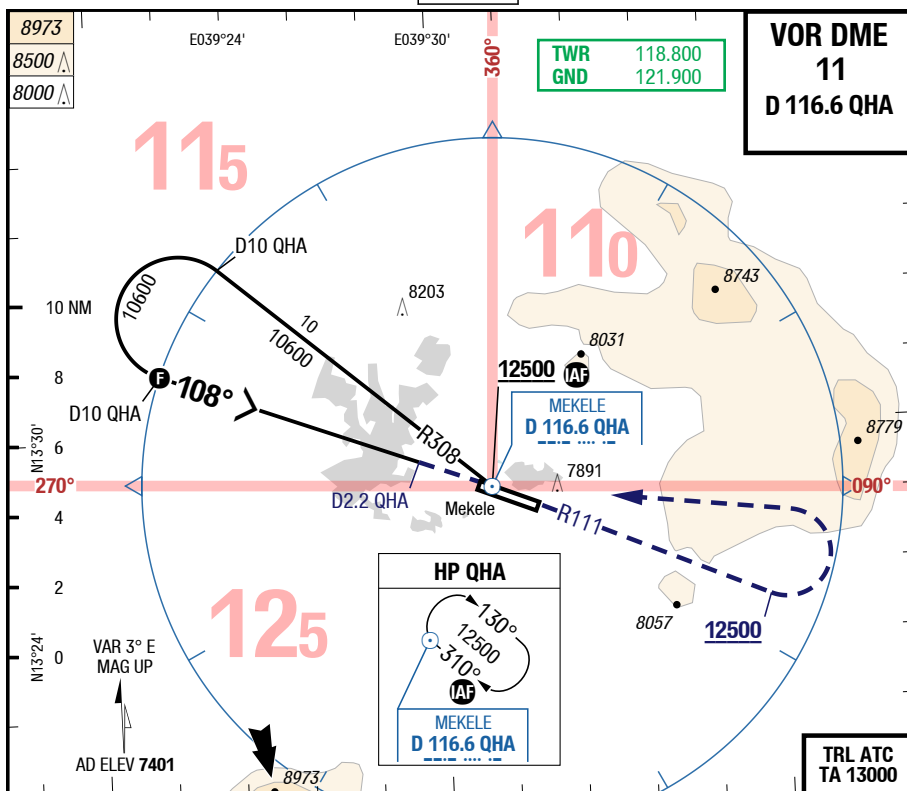 8973
8500
8000
E039°24'
E039°30'
360°
TWR 118.800
GND 121.900
VOR DME
11
D 116.6 QHA
115
110
D10 QHA
10600
10
10600
8203
8743
8031
12500 IAF
MEKELE
D 116.6 QHA
10 NM
8
6
4
2
0
F 108°
D10 QHA
R308
8779
N13°30'
270°
090°
D2.2 QHA
Mekele
7891
R111
HP QHA
130°
12500
310°
IAF
MEKELE
D 116.6 QHA
8057
12500
125
N13°24'
VAR 3° E
MAG UP
AD ELEV 7401
8973
TRL ATC
TA 13000